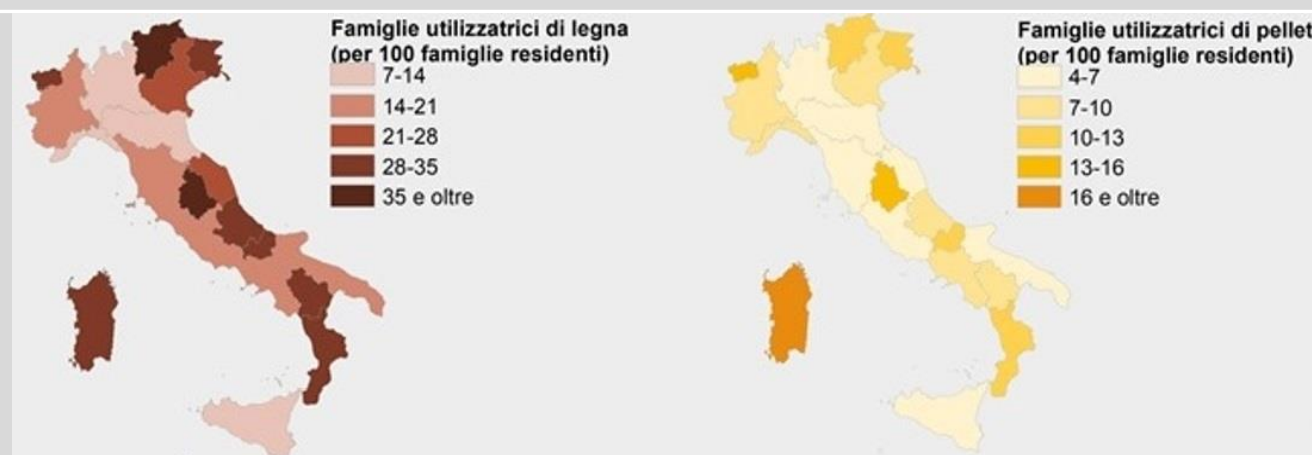 Famiglie utilizzatrici di legna
(per 100 famiglie residenti)
7-14
14-21
21-28
28-35
35 e oltre
Famiglie utilizzatrici di pellet
(per 100 famiglie residenti)
4-7
7-10
10-13
13-16
16 e oltre